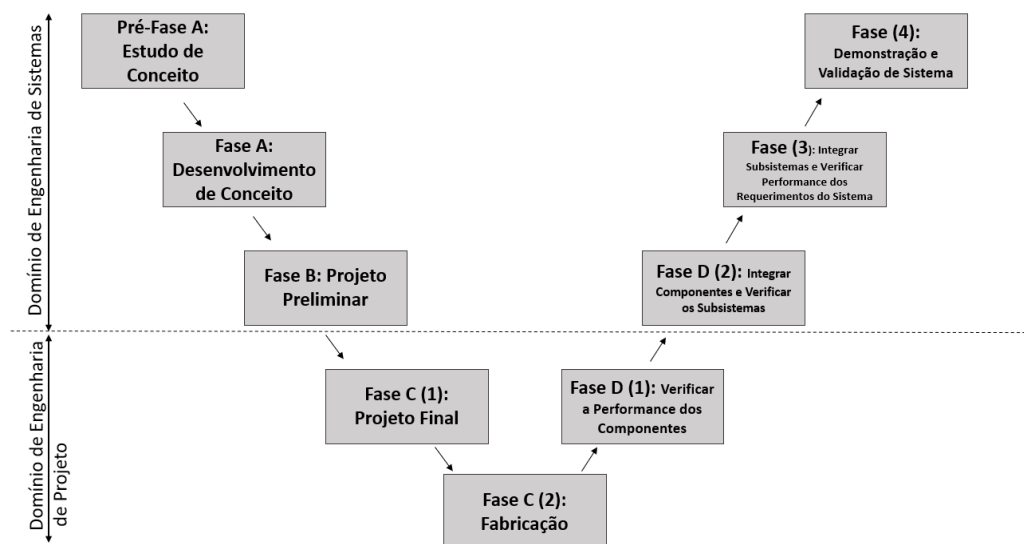 Domínio de Engenharia de Sistemas
Pré-Fase A:
Estudo de
Conceito
Fase A:
Desenvolvimento
de Conceito
Fase B: Projeto
Preliminar
Fase (4):
Demonstração e
Validação de Sistema
Fase (3): Integrar
Subsistemas e Verificar
Performance dos
Requerimentos do Sistema
Fase D (2): Integrar
Componentes e Verificar
os Subsistemas
Domínio de Engenharia
de Projeto
Fase C (1):
Projeto Final
Fase C (2):
Fabricação
Fase D (1): Verificar
a Performance dos
Componentes